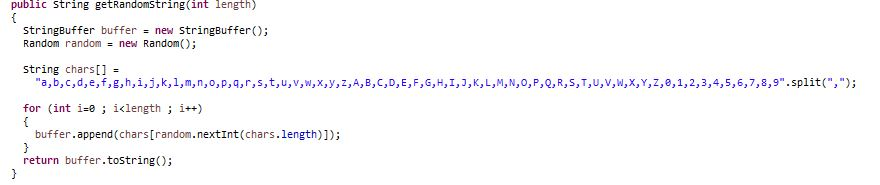 public String getRandomString(int length)
{
StringBuffer buffer = new StringBuffer();
Random random = new Random();
String chars[] =
"a,b,c,d,e,f,g,h,i,j,k,l,m,n,o,p,q,r,s,t,u,v,w,x,y,z,A,B,C,D,E,F,G,H,I,J,K,L,M,N,O,P,Q,R,S,T,U,V,W,X,Y,Z,0,1,2,3,4,5,6,7,8,9".split(",");
for (int i=0 ; i<length ; i++)
{
buffer.append(chars[random.nextInt(chars.length)]);
}
return buffer.toString();
}